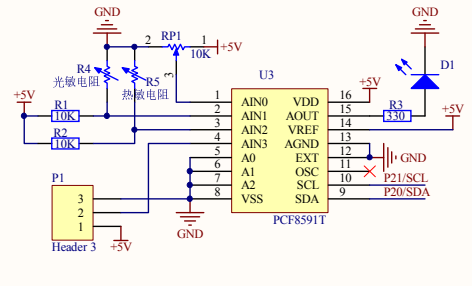 GND
GND
RP1
2
1
+5V
10K
3
R4
光敏电阻
R5
热敏电阻
D1
+5V
R1
10K
R2
10K
U3
+5V
R3
330
+5V
1 AIN0 VDD 16
2 AIN1 AOUT 15
3 AIN2 VREF 14
4 AIN3 AGND 13
5 A0 EXT 12
6 A1 OSC 11
7 A2 SCL 10
8 VSS SDA 9
GND
P21/SCL
P20/SDA
PCF8591T
GND
P1
3
2
1
Header 3
+5V